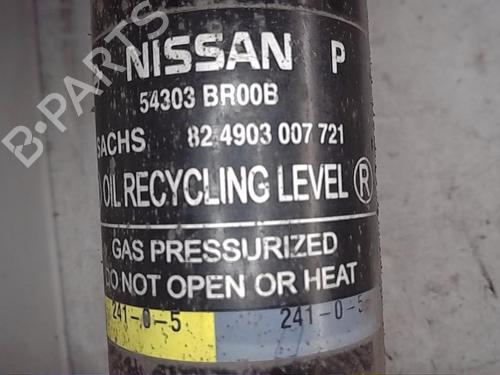 NISSAN P
54303 BR00B
SACHS 82 4903 007 721
OIL RECYCLING LEVEL R
GAS PRESSURIZED
DO NOT OPEN OR HEAT
241-0-5 241-0-5
B-PARTS